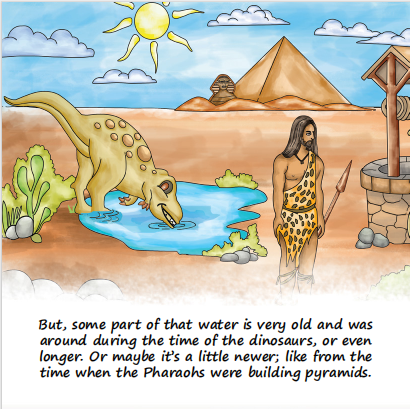 But, some part of that water is very old and was
around during the time of the dinosaurs, or even
longer. Or maybe it's a little newer; like from the
time when the Pharaohs were building pyramids.